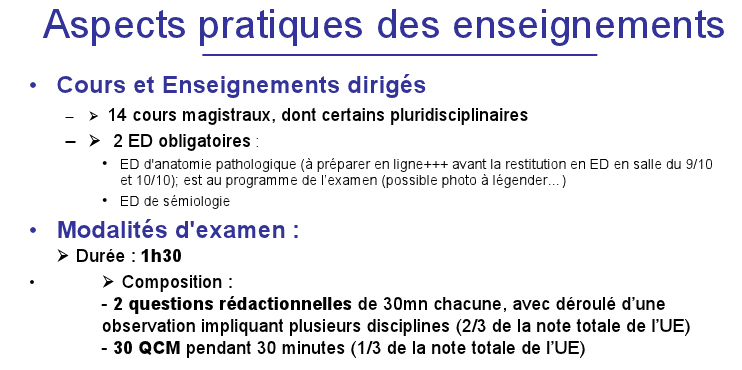 Aspects pratiques des enseignements
• Cours et Enseignements dirigés
– ➢ 14 cours magistraux, dont certains pluridisciplinaires
– ➢ 2 ED obligatoires :
• ED d'anatomie pathologique (à préparer en ligne+++ avant la restitution en ED en salle du 9/10
et 10/10); est au programme de l’examen (possible photo à légender...)
• ED de sémiologie
• Modalités d'examen :
➢ Durée : 1h30
• ➢ Composition :
- 2 questions rédactionnelles de 30mn chacune, avec déroulé d’une
observation impliquant plusieurs disciplines (2/3 de la note totale de l’UE)
- 30 QCM pendant 30 minutes (1/3 de la note totale de l’UE)